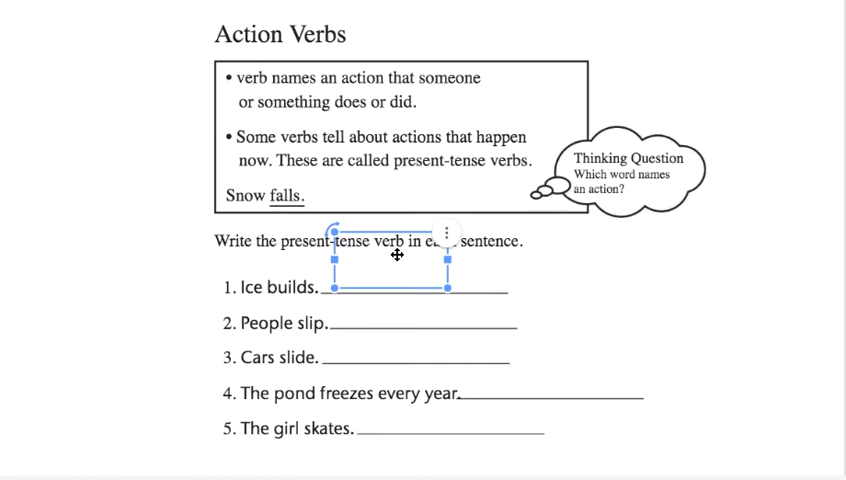 Action Verbs
• verb names an action that someone
or something does or did.
• Some verbs tell about actions that happen
now. These are called present-tense verbs.
Snow falls.
Thinking Question
Which word names
an action?
Write the present-tense verb in sentence.
1. Ice builds.
2. People slip.
3. Cars slide.
4. The pond freezes every year.
5. The girl skates.